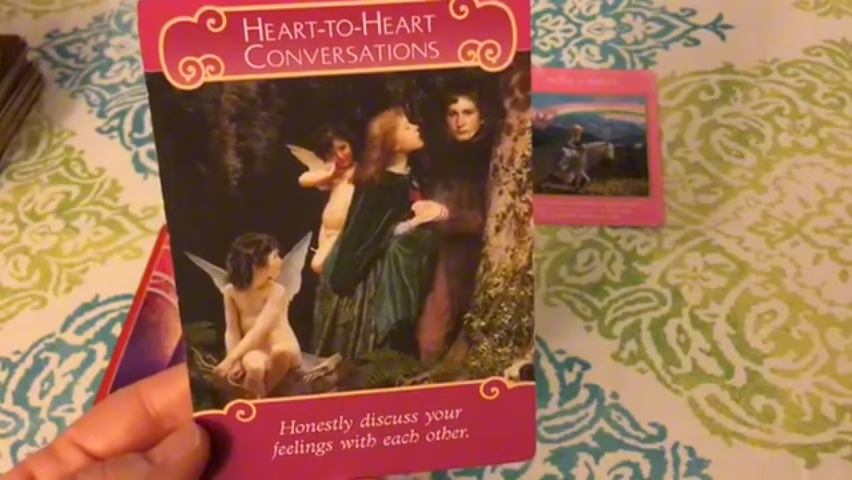 Heart-to-Heart
Conversations
Honestly discuss your
feelings with each other.